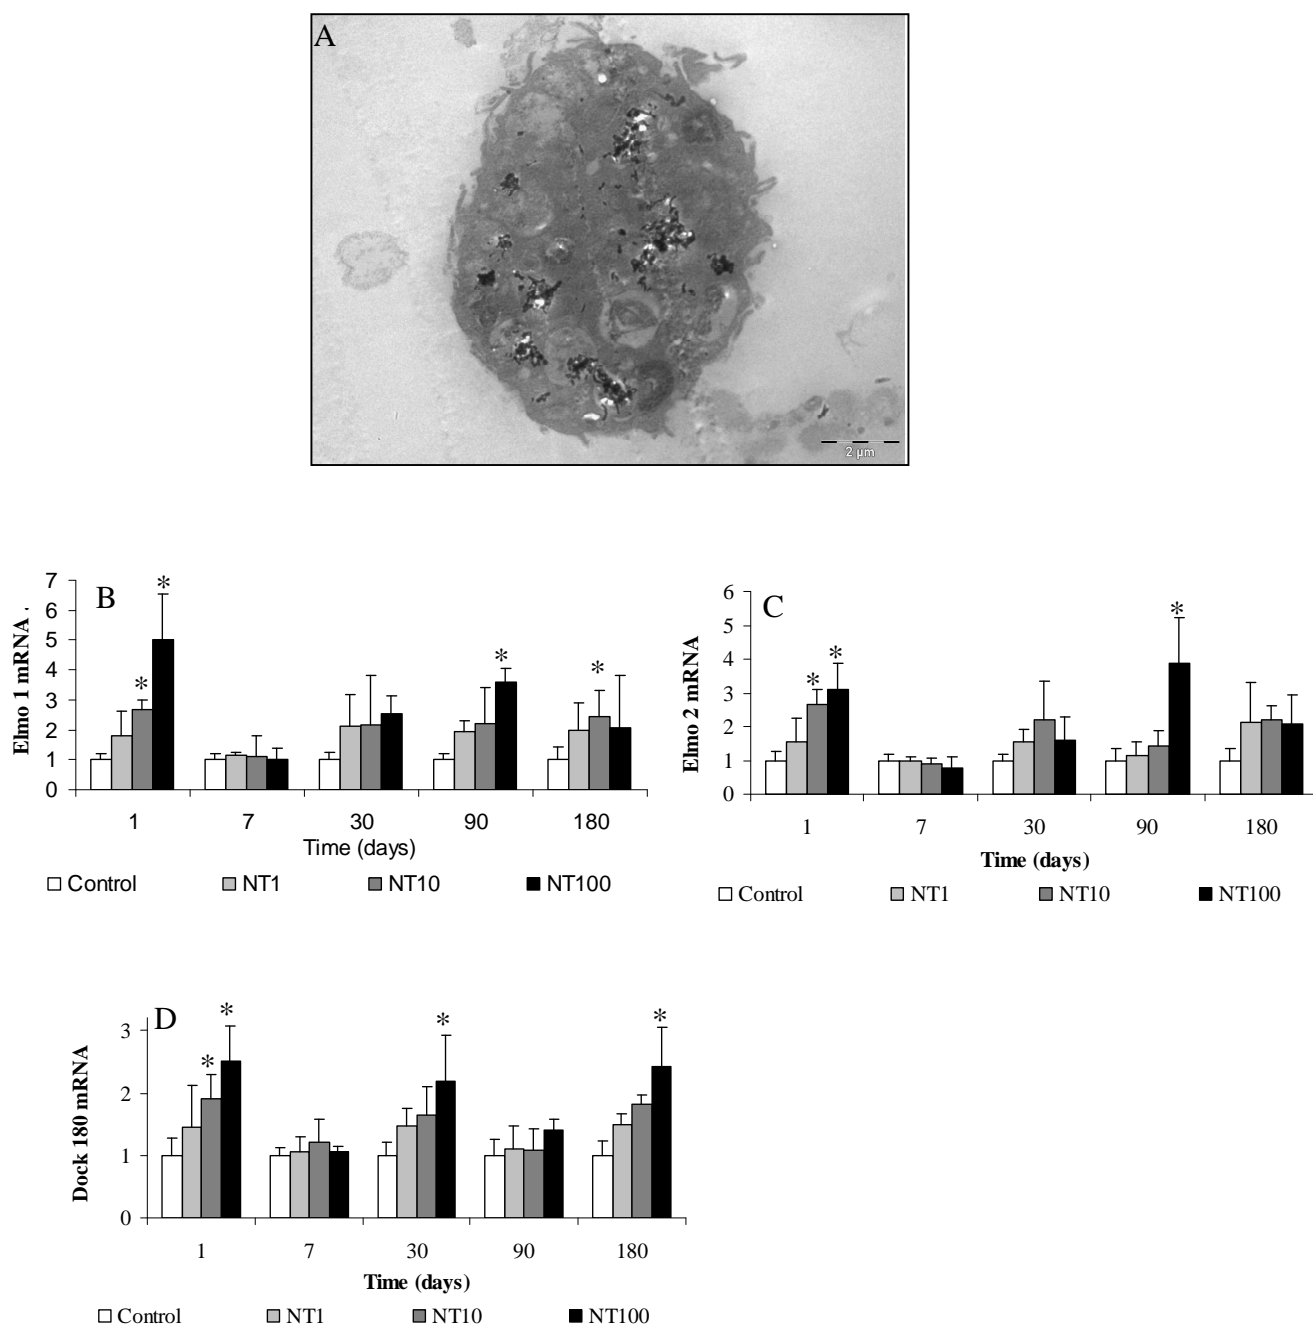 A
2 µm
7
6
5
4
3
2
1
0
Elmo 1 mRNA .
B
*
*
*
*
1 7 30 90 180
Time (days)
Control NT1 NT10 NT100
6
5
4
3
2
1
0
Elmo 2 mRNA
C
*
*
*
1 7 30 90 180
Time (days)
Control NT1 NT10 NT100
3
2
1
0
Dock 180 mRNA
D
*
*
*
*
1 7 30 90 180
Time (days)
Control NT1 NT10 NT100